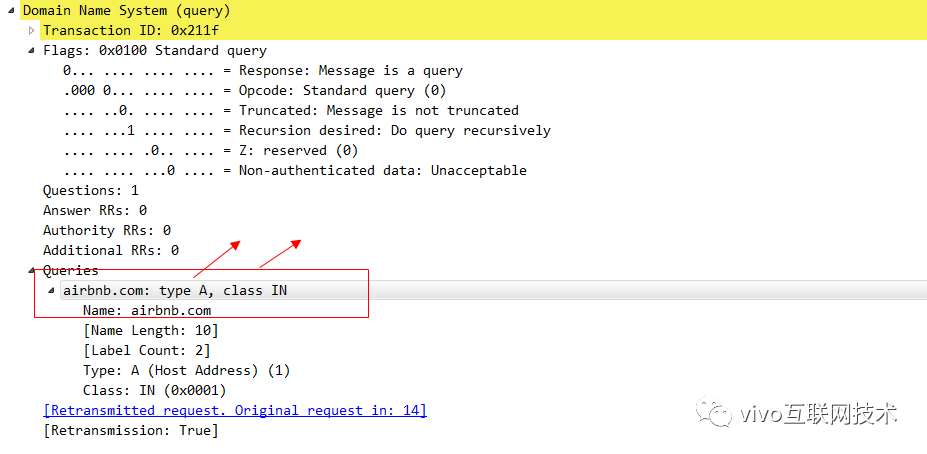 Domain Name System (query)
Transaction ID: 0x211f
Flags: 0x0100 Standard query
0... .... .... .... = Response: Message is a query
.000 0... .... .... = Opcode: Standard query (0)
.... ..0. .... .... = Truncated: Message is not truncated
.... ...1 .... .... = Recursion desired: Do query recursively
.... .... .0.. .... = Z: reserved (0)
.... .... ...0 .... = Non-authenticated data: Unacceptable
Questions: 1
Answer RRs: 0
Authority RRs: 0
Additional RRs: 0
Queries
airbnb.com: type A, class IN
Name: airbnb.com
[Name Length: 10]
[Label Count: 2]
Type: A (Host Address) (1)
Class: IN (0x0001)
[Retransmitted request. Original request in: 14]
[Retransmission: True]
vivo互联网技术